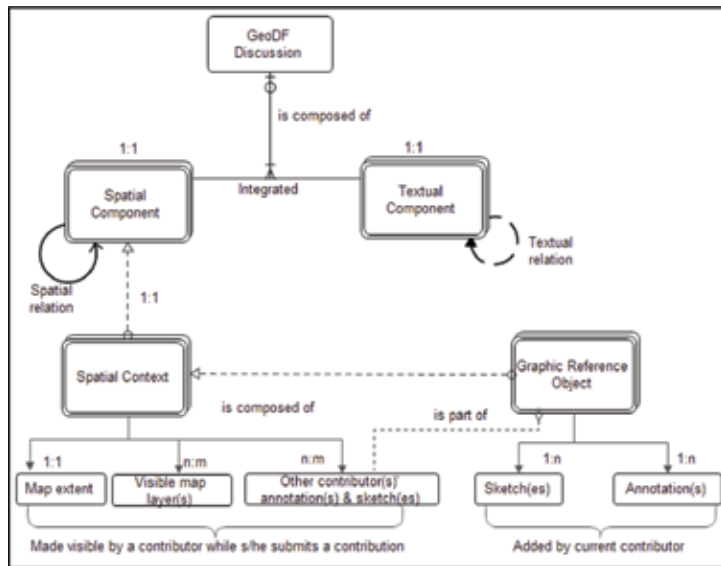 GeoDF
Discussion
is composed of
1:1
1:1
Spatial
Component
Integrated
Textual
Component
Spatial
relation
Textual
relation
1:1
Spatial Context
Graphic Reference
Object
is composed of
is part of
1:1
n:m
n:m
1:n
1:n
Map extent
Visible map
layer(s)
Other contributor(s)'
annotation(s) & sketch(es)
Sketch(es)
Annotation(s)
Made visible by a contributor while s/he submits a contribution
Added by current contributor